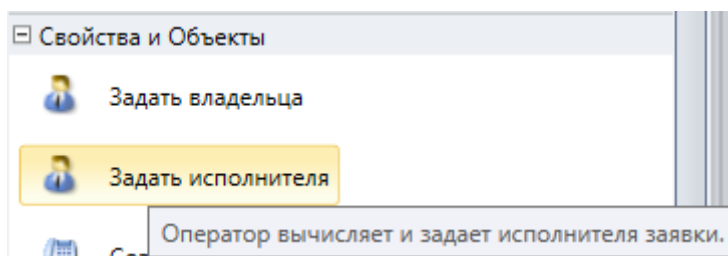 Свойства и Объекты
Задать владельца
Задать исполнителя
Оператор вычисляет и задает исполнителя заявки.